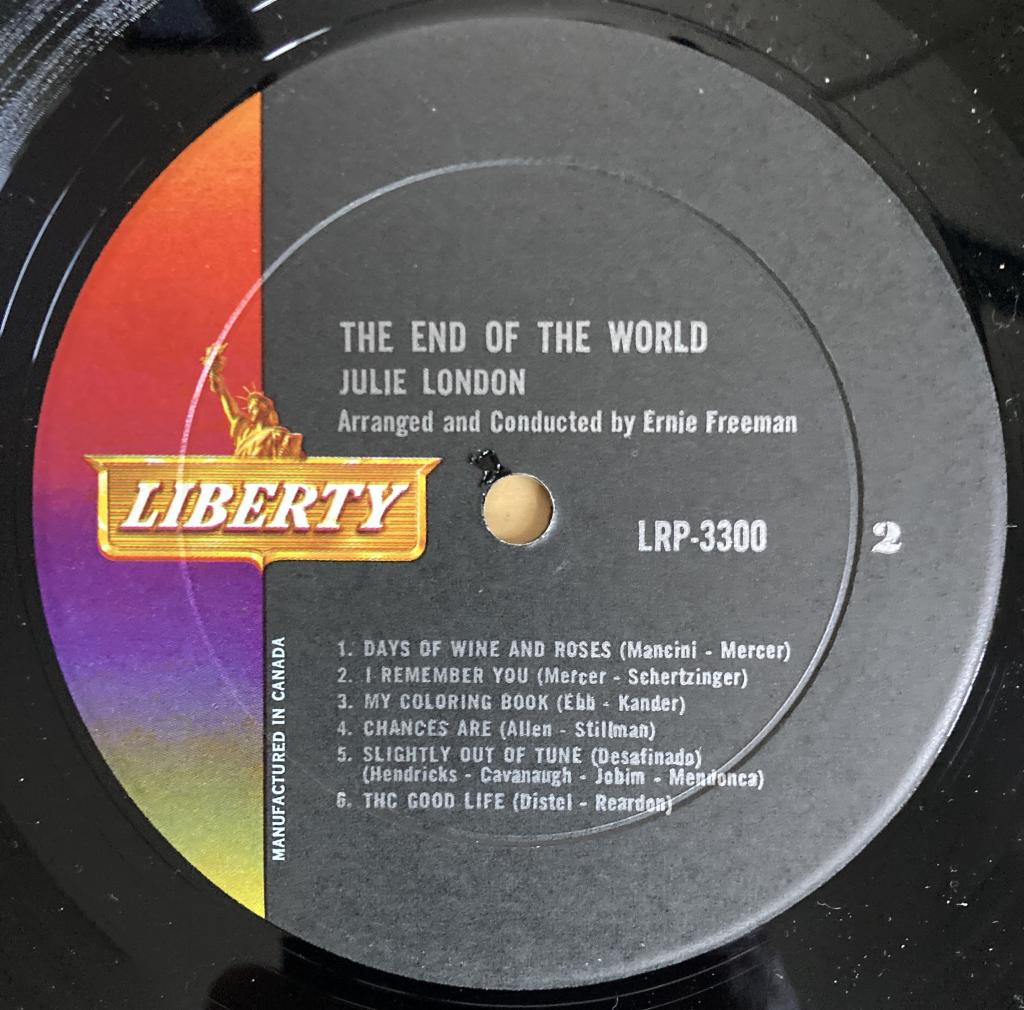 THE END OF THE WORLD
JULIE LONDON
Arranged and Conducted by Ernie Freeman
LIBERTY
LRP-3300
2
MANUFACTURED IN CANADA
1. DAYS OF WINE AND ROSES (Mancini - Mercer)
2. I REMEMBER YOU (Mercer - Schertzinger)
3. MY COLORING BOOK (Ebb - Kander)
4. CHANCES ARE (Allen - Stillman)
5. SLIGHTLY OUT OF TUNE (Desafinado)
(Hendricks - Cavanaugh - Jobim - Mendonca)
6. THC GOOD LIFE (Distel - Reardon)